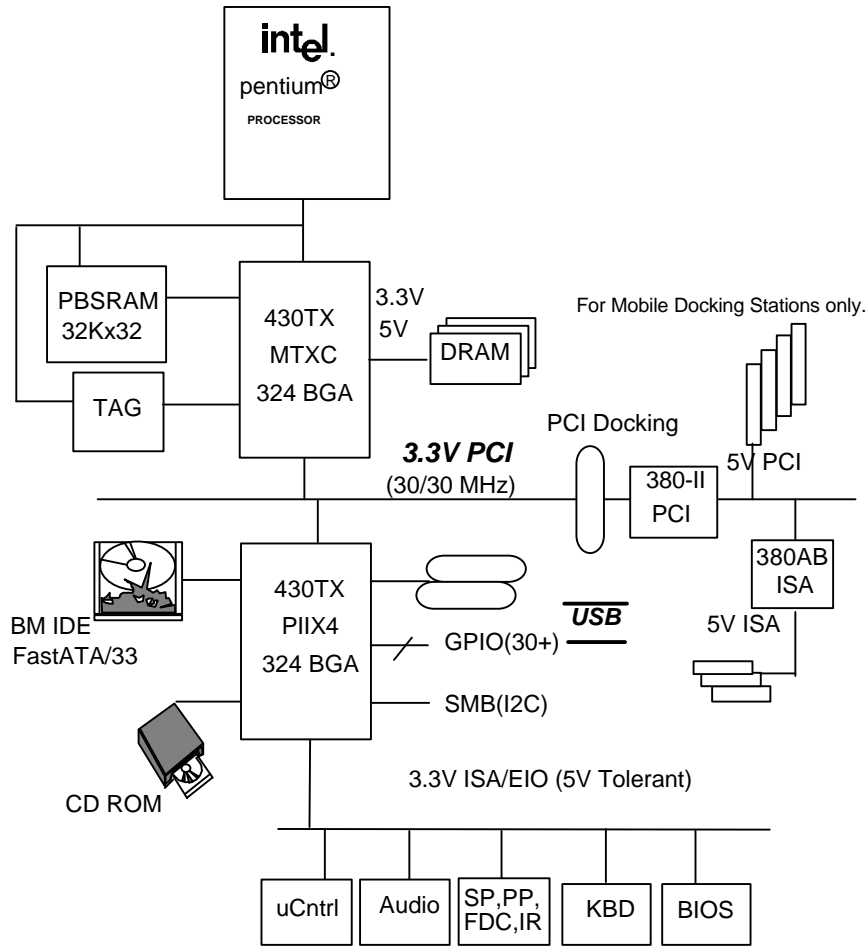 intel.
pentium®
PROCESSOR
PBSRAM
32Kx32
TAG
430TX
MTXC
324 BGA
3.3V
5V
DRAM
For Mobile Docking Stations only.
3.3V PCI
(30/30 MHz)
PCI Docking
380-II
PCI
5V PCI
380AB
ISA
5V ISA
BM IDE
FastATA/33
430TX
PIIX4
324 BGA
USB
GPIO(30+)
SMB(I2C)
CD ROM
3.3V ISA/EIO (5V Tolerant)
uCntrl
Audio
SP,PP,
FDC,IR
KBD
BIOS